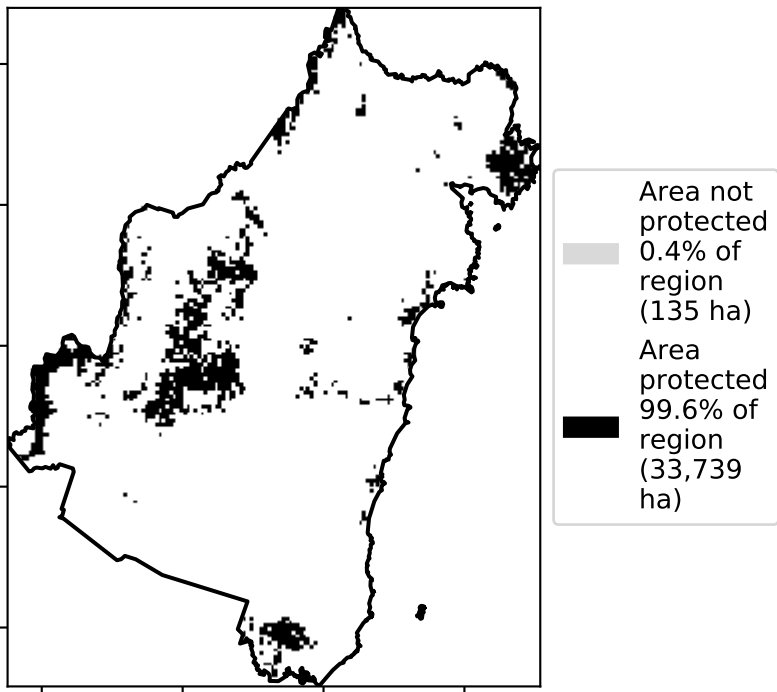 Area not
protected
0.4% of
region
(135 ha)
Area
protected
99.6% of
region
(33,739
ha)